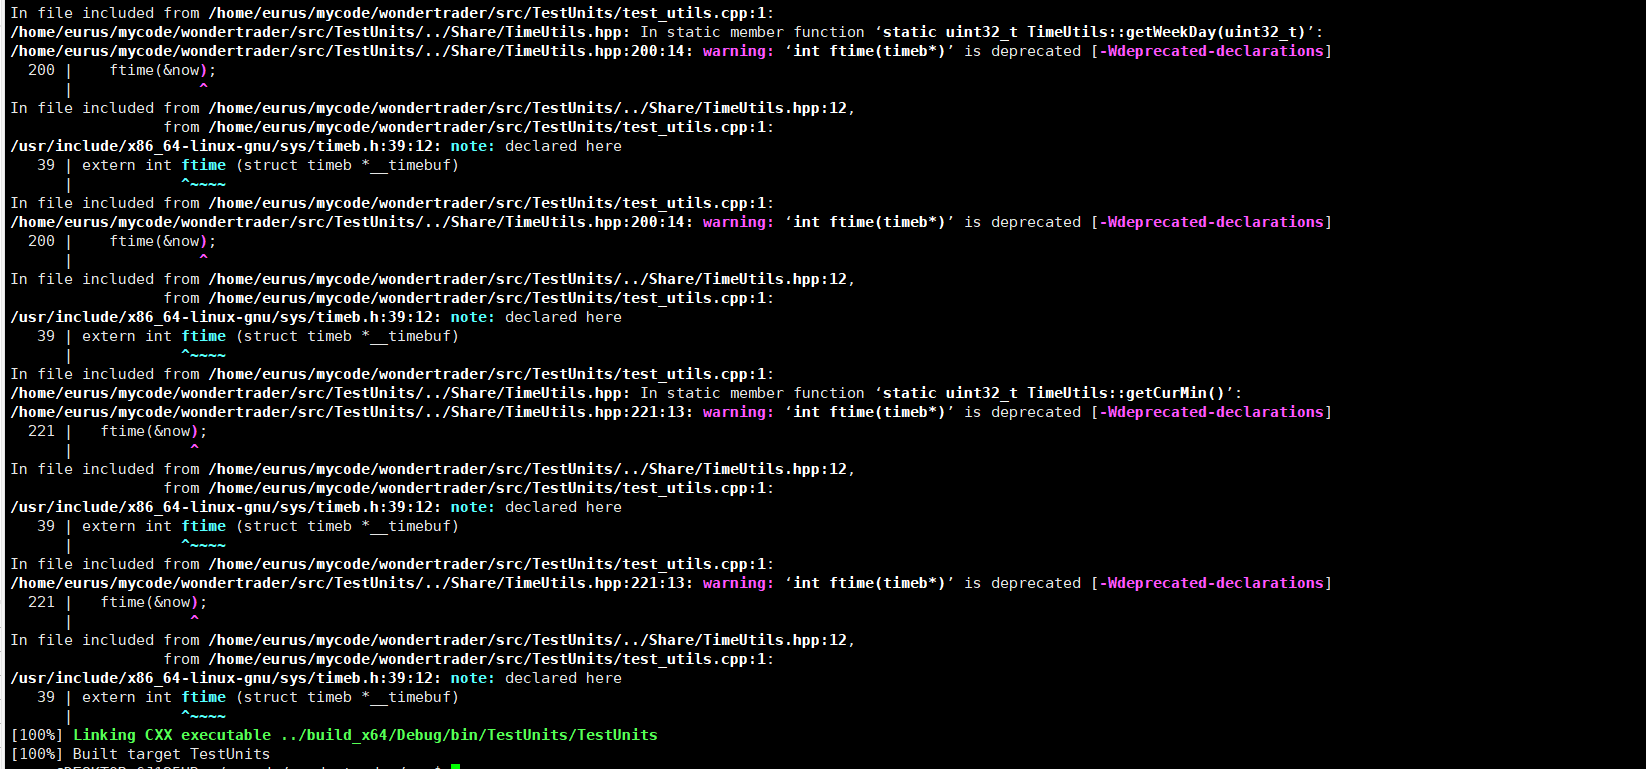 In file included from /home/eurus/mycode/wondertrader/src/TestUnits/test_utils.cpp:1:
/home/eurus/mycode/wondertrader/src/TestUnits/../Share/TimeUtils.hpp: In static member function ‘static uint32_t TimeUtils::getWeekDay(uint32_t)’:
/home/eurus/mycode/wondertrader/src/TestUnits/../Share/TimeUtils.hpp:200:14: warning: ‘int ftime(timeb*)’ is deprecated [-Wdeprecated-declarations]
  200 |    ftime(&now);
      |              ^
In file included from /home/eurus/mycode/wondertrader/src/TestUnits/../Share/TimeUtils.hpp:12,
                 from /home/eurus/mycode/wondertrader/src/TestUnits/test_utils.cpp:1:
/usr/include/x86_64-linux-gnu/sys/timeb.h:39:12: note: declared here
   39 | extern int ftime (struct timeb *__timebuf)
      |            ^~~~~
In file included from /home/eurus/mycode/wondertrader/src/TestUnits/test_utils.cpp:1:
/home/eurus/mycode/wondertrader/src/TestUnits/../Share/TimeUtils.hpp:200:14: warning: ‘int ftime(timeb*)’ is deprecated [-Wdeprecated-declarations]
  200 |    ftime(&now);
      |              ^
In file included from /home/eurus/mycode/wondertrader/src/TestUnits/../Share/TimeUtils.hpp:12,
                 from /home/eurus/mycode/wondertrader/src/TestUnits/test_utils.cpp:1:
/usr/include/x86_64-linux-gnu/sys/timeb.h:39:12: note: declared here
   39 | extern int ftime (struct timeb *__timebuf)
      |            ^~~~~
In file included from /home/eurus/mycode/wondertrader/src/TestUnits/test_utils.cpp:1:
/home/eurus/mycode/wondertrader/src/TestUnits/../Share/TimeUtils.hpp: In static member function ‘static uint32_t TimeUtils::getCurMin()’:
/home/eurus/mycode/wondertrader/src/TestUnits/../Share/TimeUtils.hpp:221:13: warning: ‘int ftime(timeb*)’ is deprecated [-Wdeprecated-declarations]
  221 |   ftime(&now);
      |             ^
In file included from /home/eurus/mycode/wondertrader/src/TestUnits/../Share/TimeUtils.hpp:12,
                 from /home/eurus/mycode/wondertrader/src/TestUnits/test_utils.cpp:1:
/usr/include/x86_64-linux-gnu/sys/timeb.h:39:12: note: declared here
   39 | extern int ftime (struct timeb *__timebuf)
      |            ^~~~~
In file included from /home/eurus/mycode/wondertrader/src/TestUnits/test_utils.cpp:1:
/home/eurus/mycode/wondertrader/src/TestUnits/../Share/TimeUtils.hpp:221:13: warning: ‘int ftime(timeb*)’ is deprecated [-Wdeprecated-declarations]
  221 |   ftime(&now);
      |             ^
In file included from /home/eurus/mycode/wondertrader/src/TestUnits/../Share/TimeUtils.hpp:12,
                 from /home/eurus/mycode/wondertrader/src/TestUnits/test_utils.cpp:1:
/usr/include/x86_64-linux-gnu/sys/timeb.h:39:12: note: declared here
   39 | extern int ftime (struct timeb *__timebuf)
      |            ^~~~~
[100%] Linking CXX executable ../build_x64/Debug/bin/TestUnits/TestUnits
[100%] Built target TestUnits